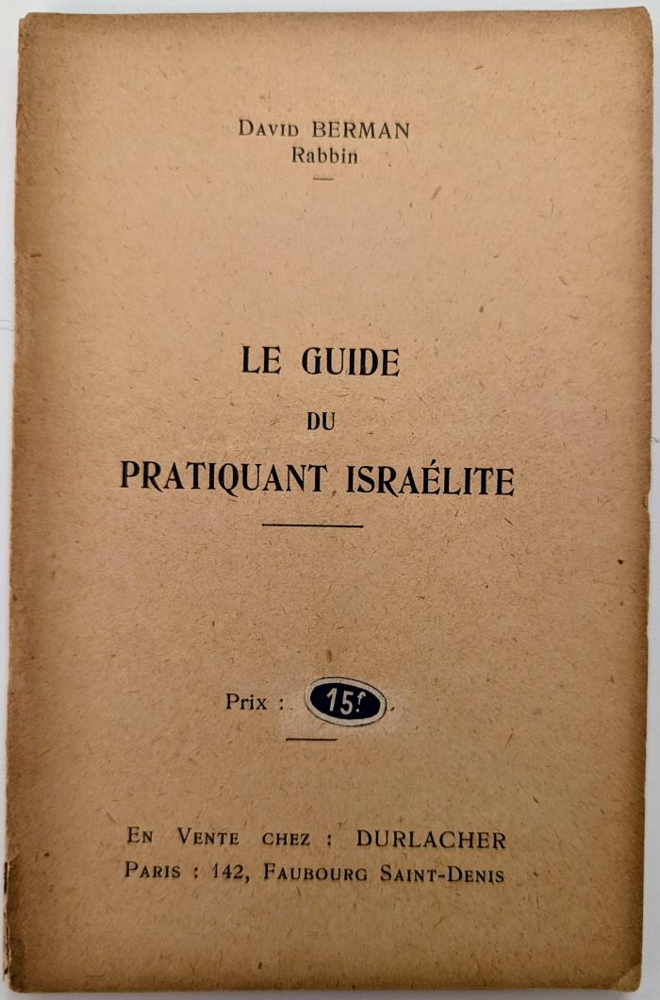 David BERMAN
Rabbin
LE GUIDE
DU
PRATIQUANT ISRAÉLITE
Prix : 15f
En Vente chez : DURLACHER
Paris : 142, Faubourg Saint-Denis